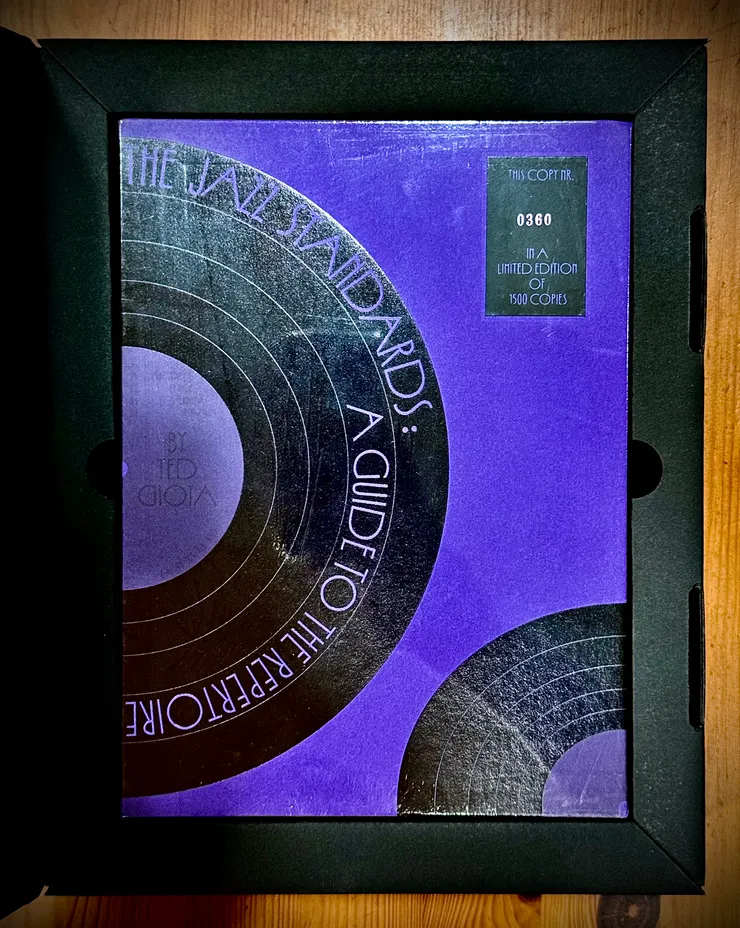 THE JAZZ STANDARDS:
A GUIDE TO THE REPERTOIRE
BY
TED
GIOIA
THIS COPY NR.
0360
IN A
LIMITED EDITION
OF
1500 COPIES